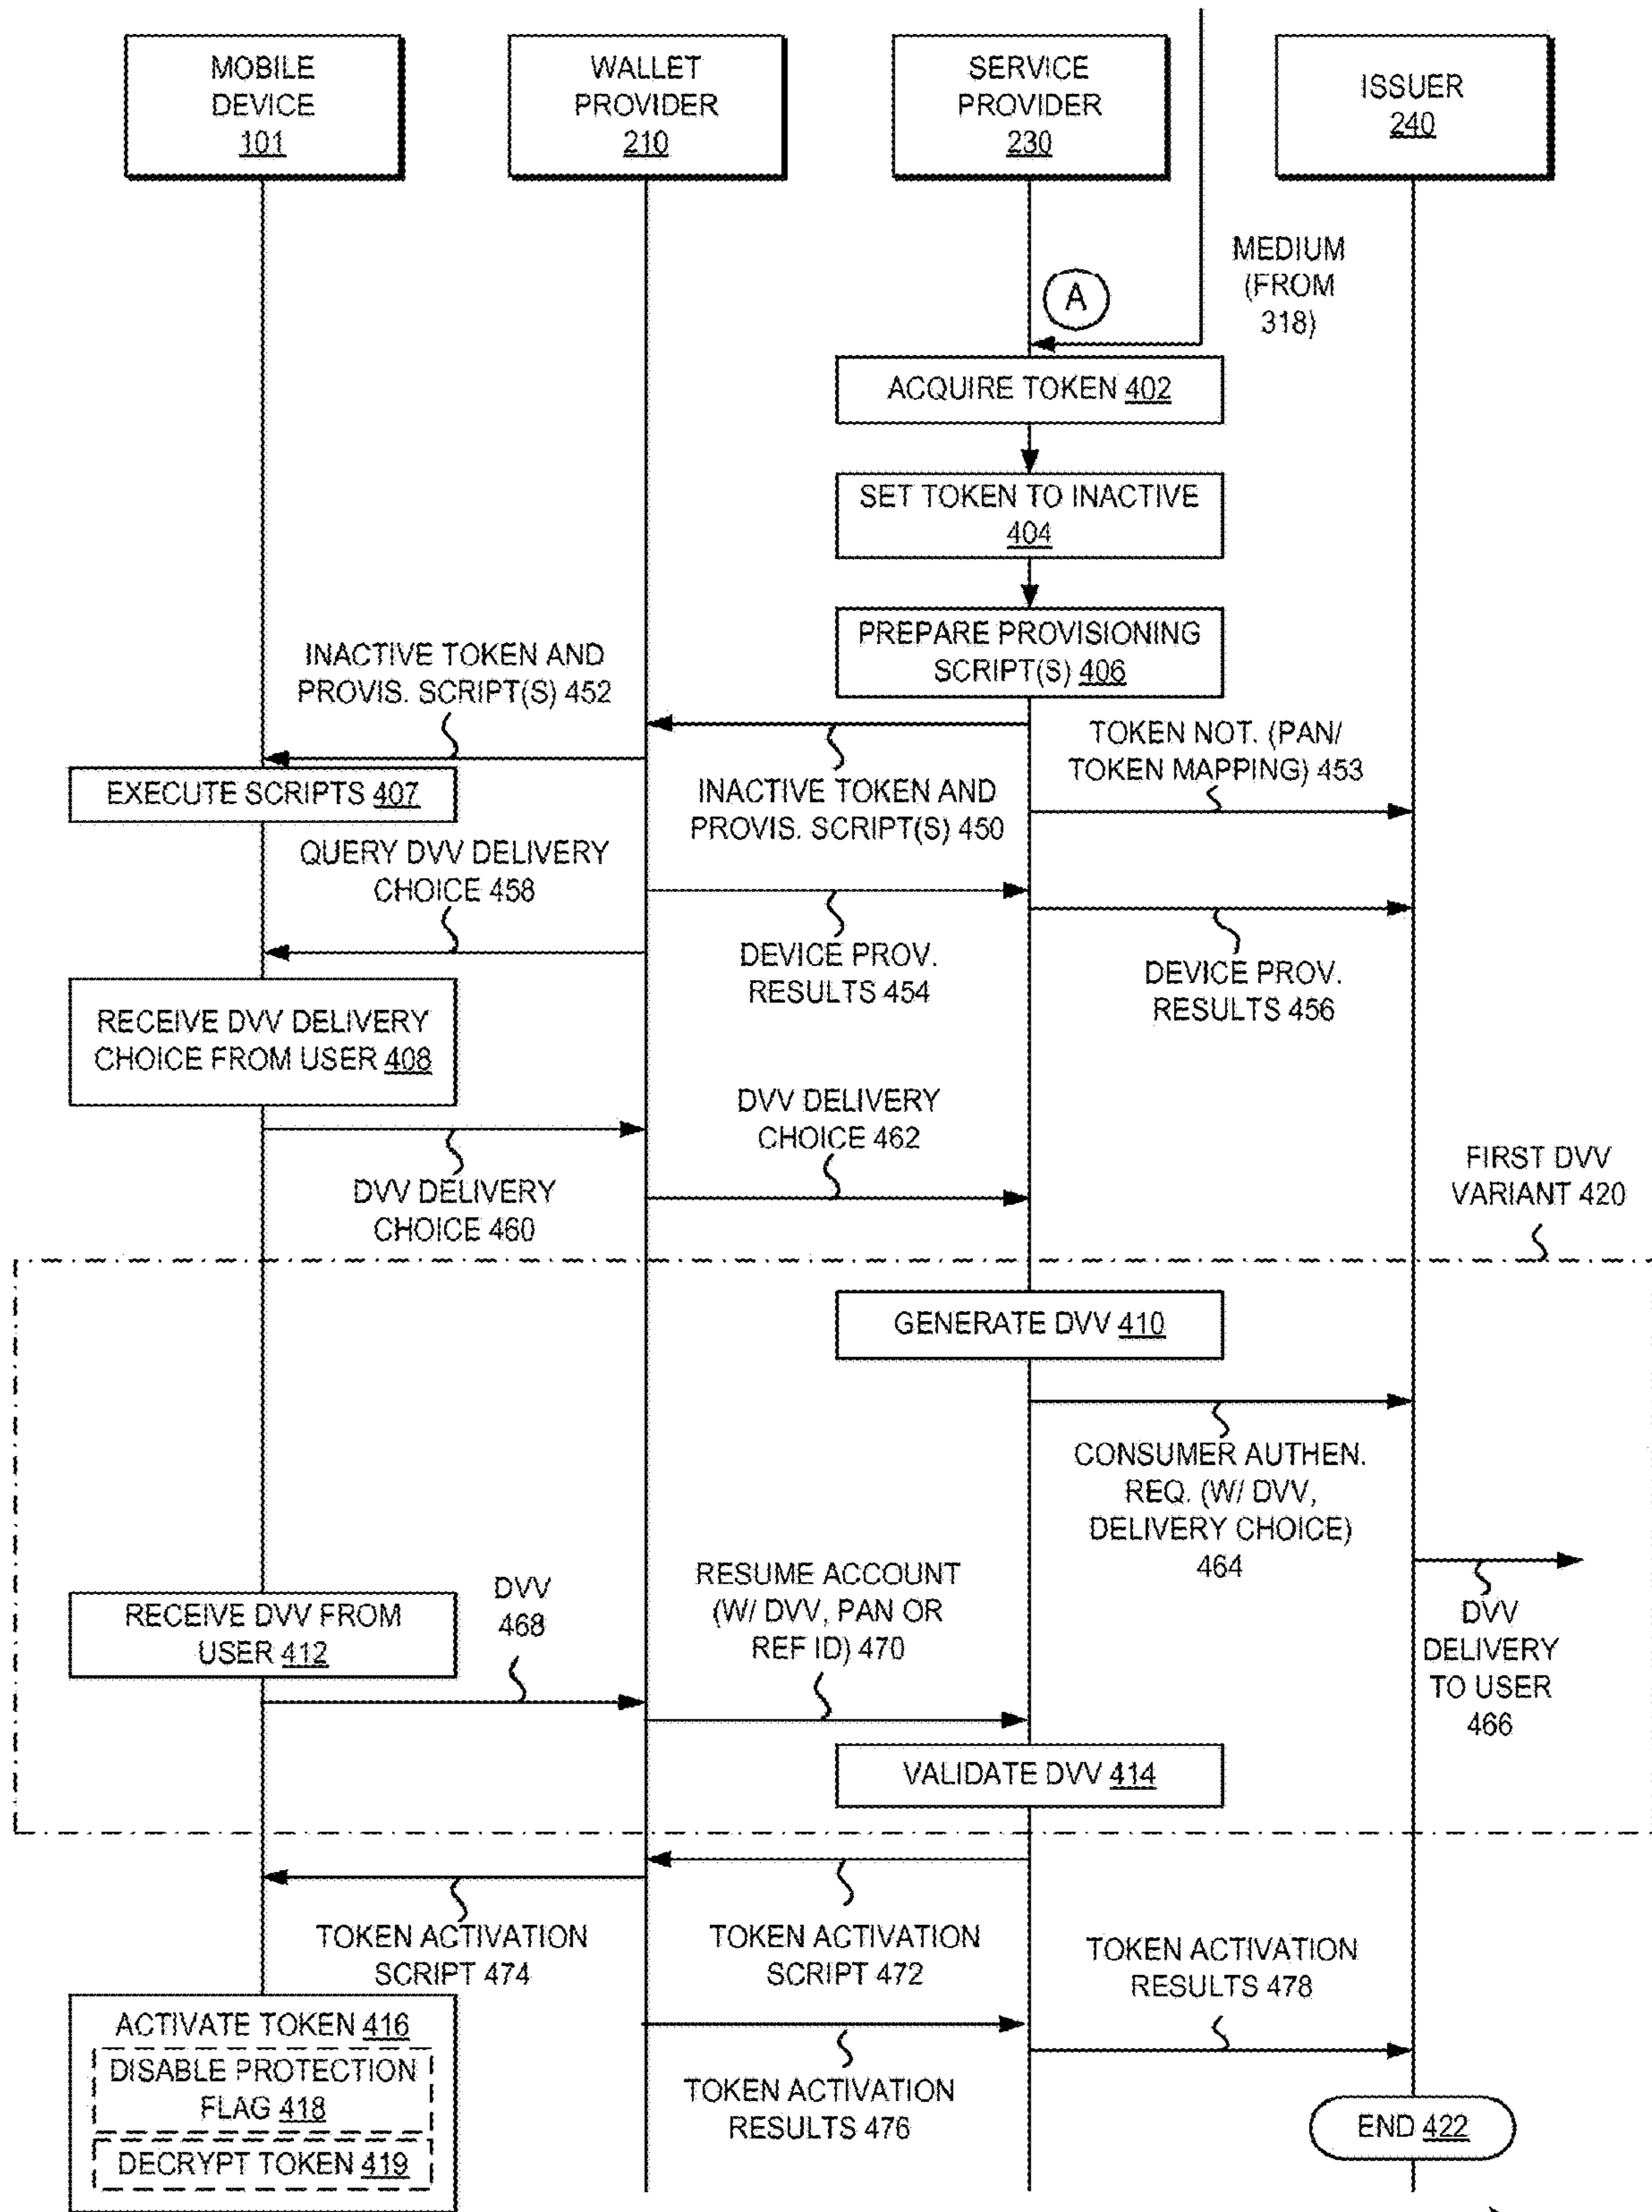 MOBILE
DEVICE
101
WALLET
PROVIDER
210
SERVICE
PROVIDER
230
ISSUER
240
MEDIUM
(FROM
318)
A
ACQUIRE TOKEN 402
SET TOKEN TO INACTIVE
404
PREPARE PROVISIONING
SCRIPT(S) 406
INACTIVE TOKEN AND
PROVIS. SCRIPT(S) 452
TOKEN NOT. (PAN/
TOKEN MAPPING) 453
EXECUTE SCRIPTS 407
INACTIVE TOKEN AND
PROVIS. SCRIPT(S) 450
QUERY DVV DELIVERY
CHOICE 458
DEVICE PROV.
RESULTS 454
DEVICE PROV.
RESULTS 456
RECEIVE DVV DELIVERY
CHOICE FROM USER 408
DVV DELIVERY
CHOICE 462
DVV DELIVERY
CHOICE 460
FIRST DVV
VARIANT 420
GENERATE DVV 410
CONSUMER AUTHEN.
REQ. (W/ DVV,
DELIVERY CHOICE)
464
RECEIVE DVV FROM
USER 412
DVV
468
RESUME ACCOUNT
(W/ DVV, PAN OR
REF ID) 470
DVV
DELIVERY
TO USER
466
VALIDATE DVV 414
TOKEN ACTIVATION
SCRIPT 474
TOKEN ACTIVATION
SCRIPT 472
TOKEN ACTIVATION
RESULTS 478
ACTIVATE TOKEN 416
DISABLE PROTECTION
FLAG 418
DECRYPT TOKEN 419
TOKEN ACTIVATION
RESULTS 476
END 422